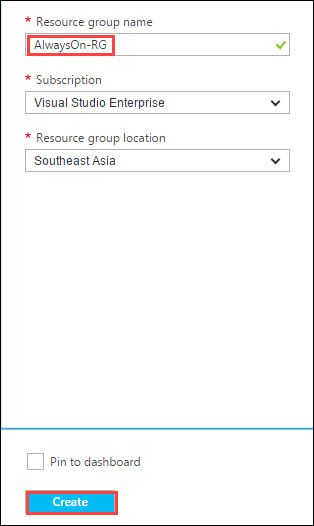 * Resource group name
AlwaysOn-RG
* Subscription
Visual Studio Enterprise
* Resource group location
Southeast Asia
Pin to dashboard
Create